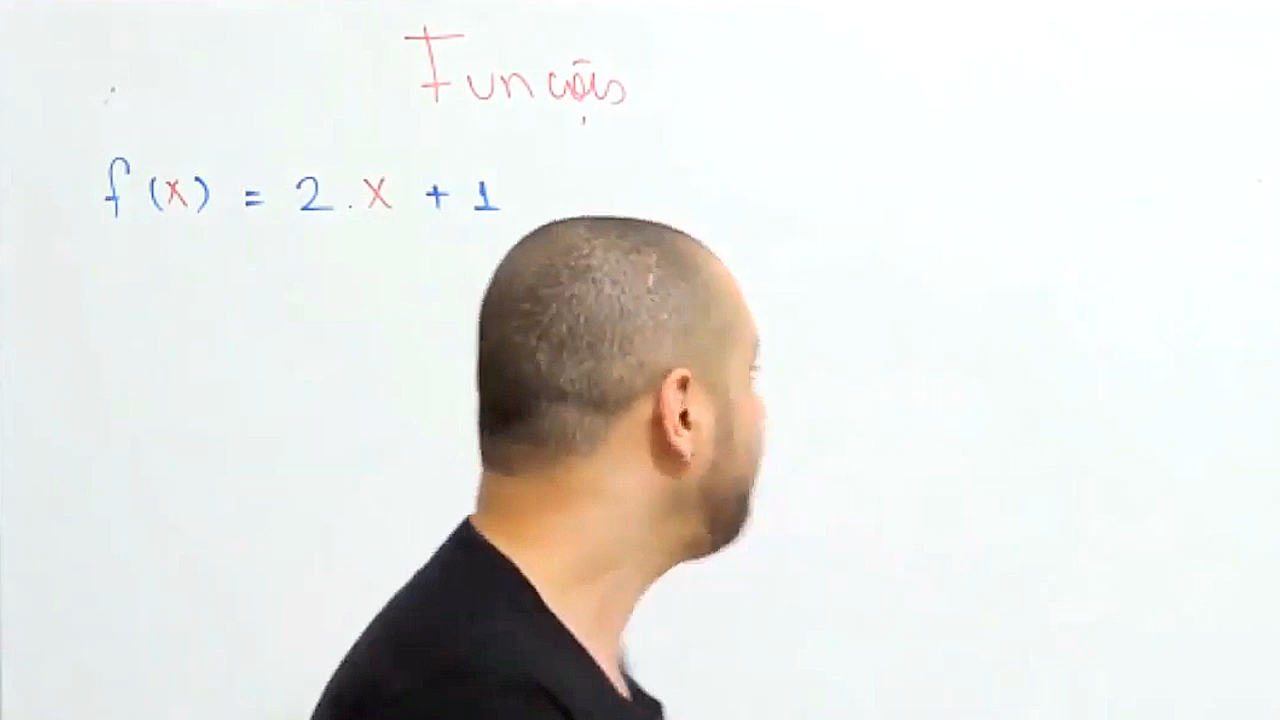 Funções
f(x) = 2.x + 1